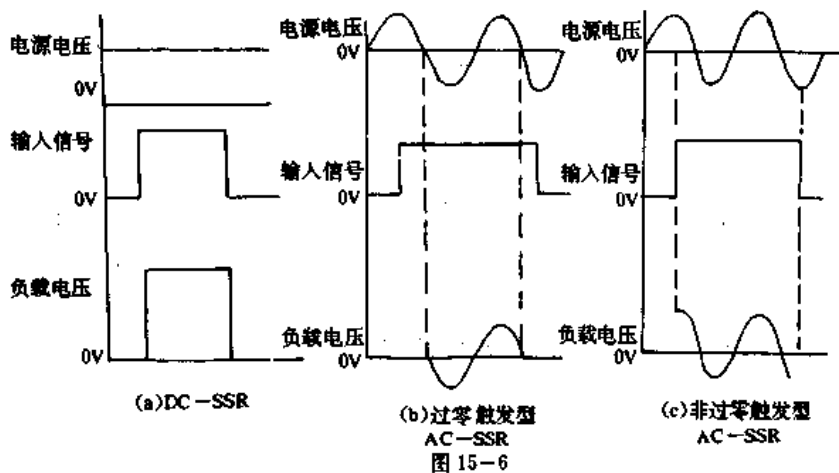 电源电压
0V
输入信号
0V
负载电压
0V
(a)DC-SSR
电源电压
0V
输入信号
0V
负载电压
0V
(b)过零触发型
AC-SSR
电源电压
0V
输入信号
0V
负载电压
0V
(c)非过零触发型
AC-SSR
图 15-6